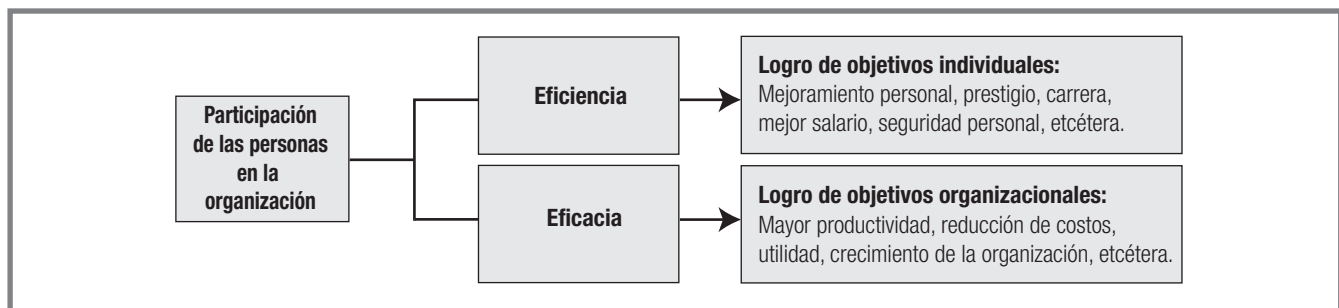 Participación
de las personas
en la
organización
Eficiencia
Logro de objetivos individuales:
Mejoramiento personal, prestigio, carrera,
mejor salario, seguridad personal, etcétera.
Eficacia
Logro de objetivos organizacionales:
Mayor productividad, reducción de costos,
utilidad, crecimiento de la organización, etcétera.